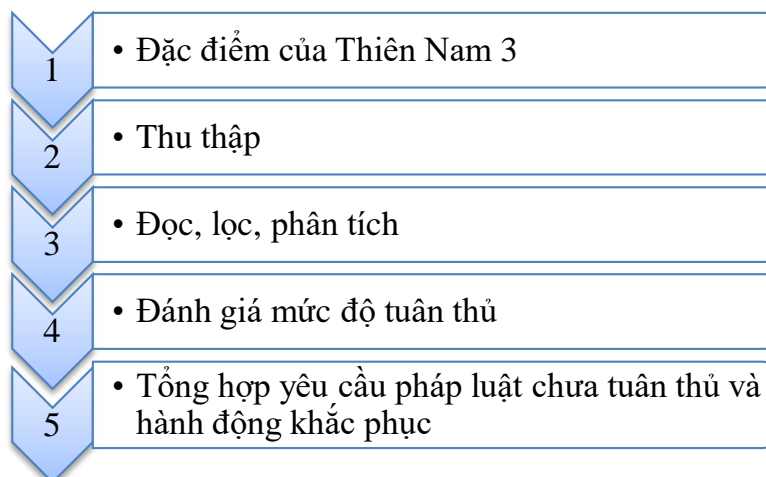 1
• Đặc điểm của Thiên Nam 3
2
• Thu thập
3
• Đọc, lọc, phân tích
4
• Đánh giá mức độ tuân thủ
5
• Tổng hợp yêu cầu pháp luật chưa tuân thủ và
hành động khắc phục